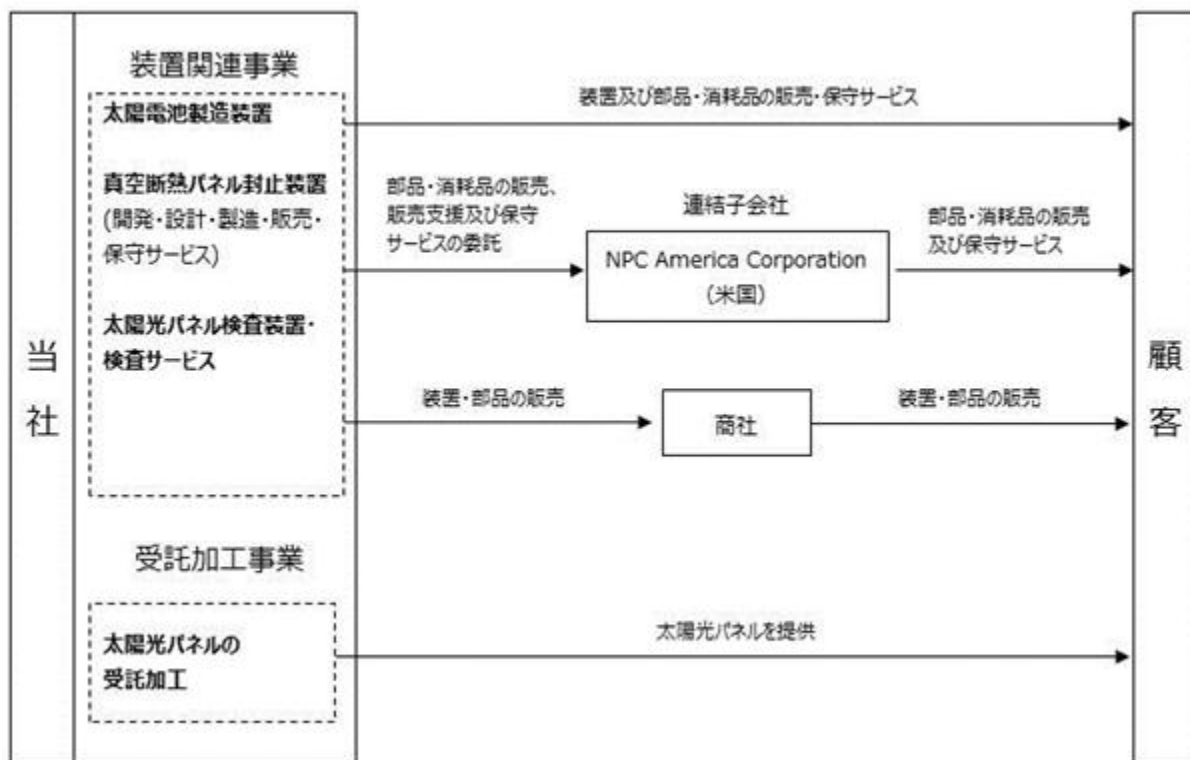 当社
装置関連事業
太陽電池製造装置
真空断熱パネル封止装置
(開発・設計・製造・販売・
保守サービス)
太陽光パネル検査装置・
検査サービス
装置及び部品・消耗品の販売・保守サービス
部品・消耗品の販売、
販売支援及び保守
サービスの委託
連結子会社
NPC America Corporation
(米国)
部品・消耗品の販売
及び保守サービス
装置・部品の販売
商社
装置・部品の販売
受託加工事業
太陽光パネルの
受託加工
太陽光パネルを提供
顧客